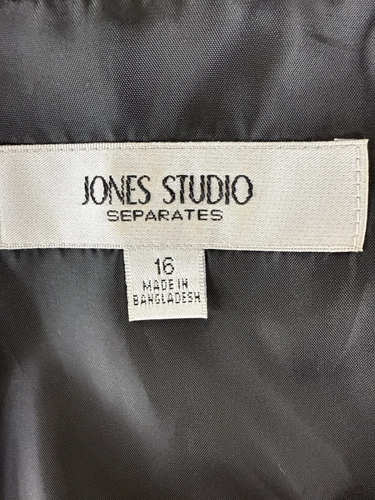 JONES STUDIO
SEPARATES
16
MADE IN
BANGLADESH